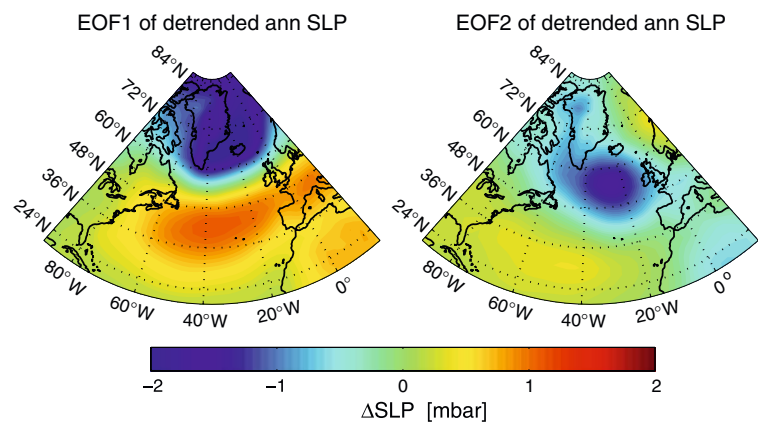 EOF1 of detrended ann SLP
EOF2 of detrended ann SLP
84°N
72°N
60°N
48°N
36°N
24°N
80°W
60°W
40°W
20°W
0°
84°N
72°N
60°N
48°N
36°N
24°N
80°W
60°W
40°W
20°W
0°
−2 −1 0 1 2
ΔSLP [mbar]